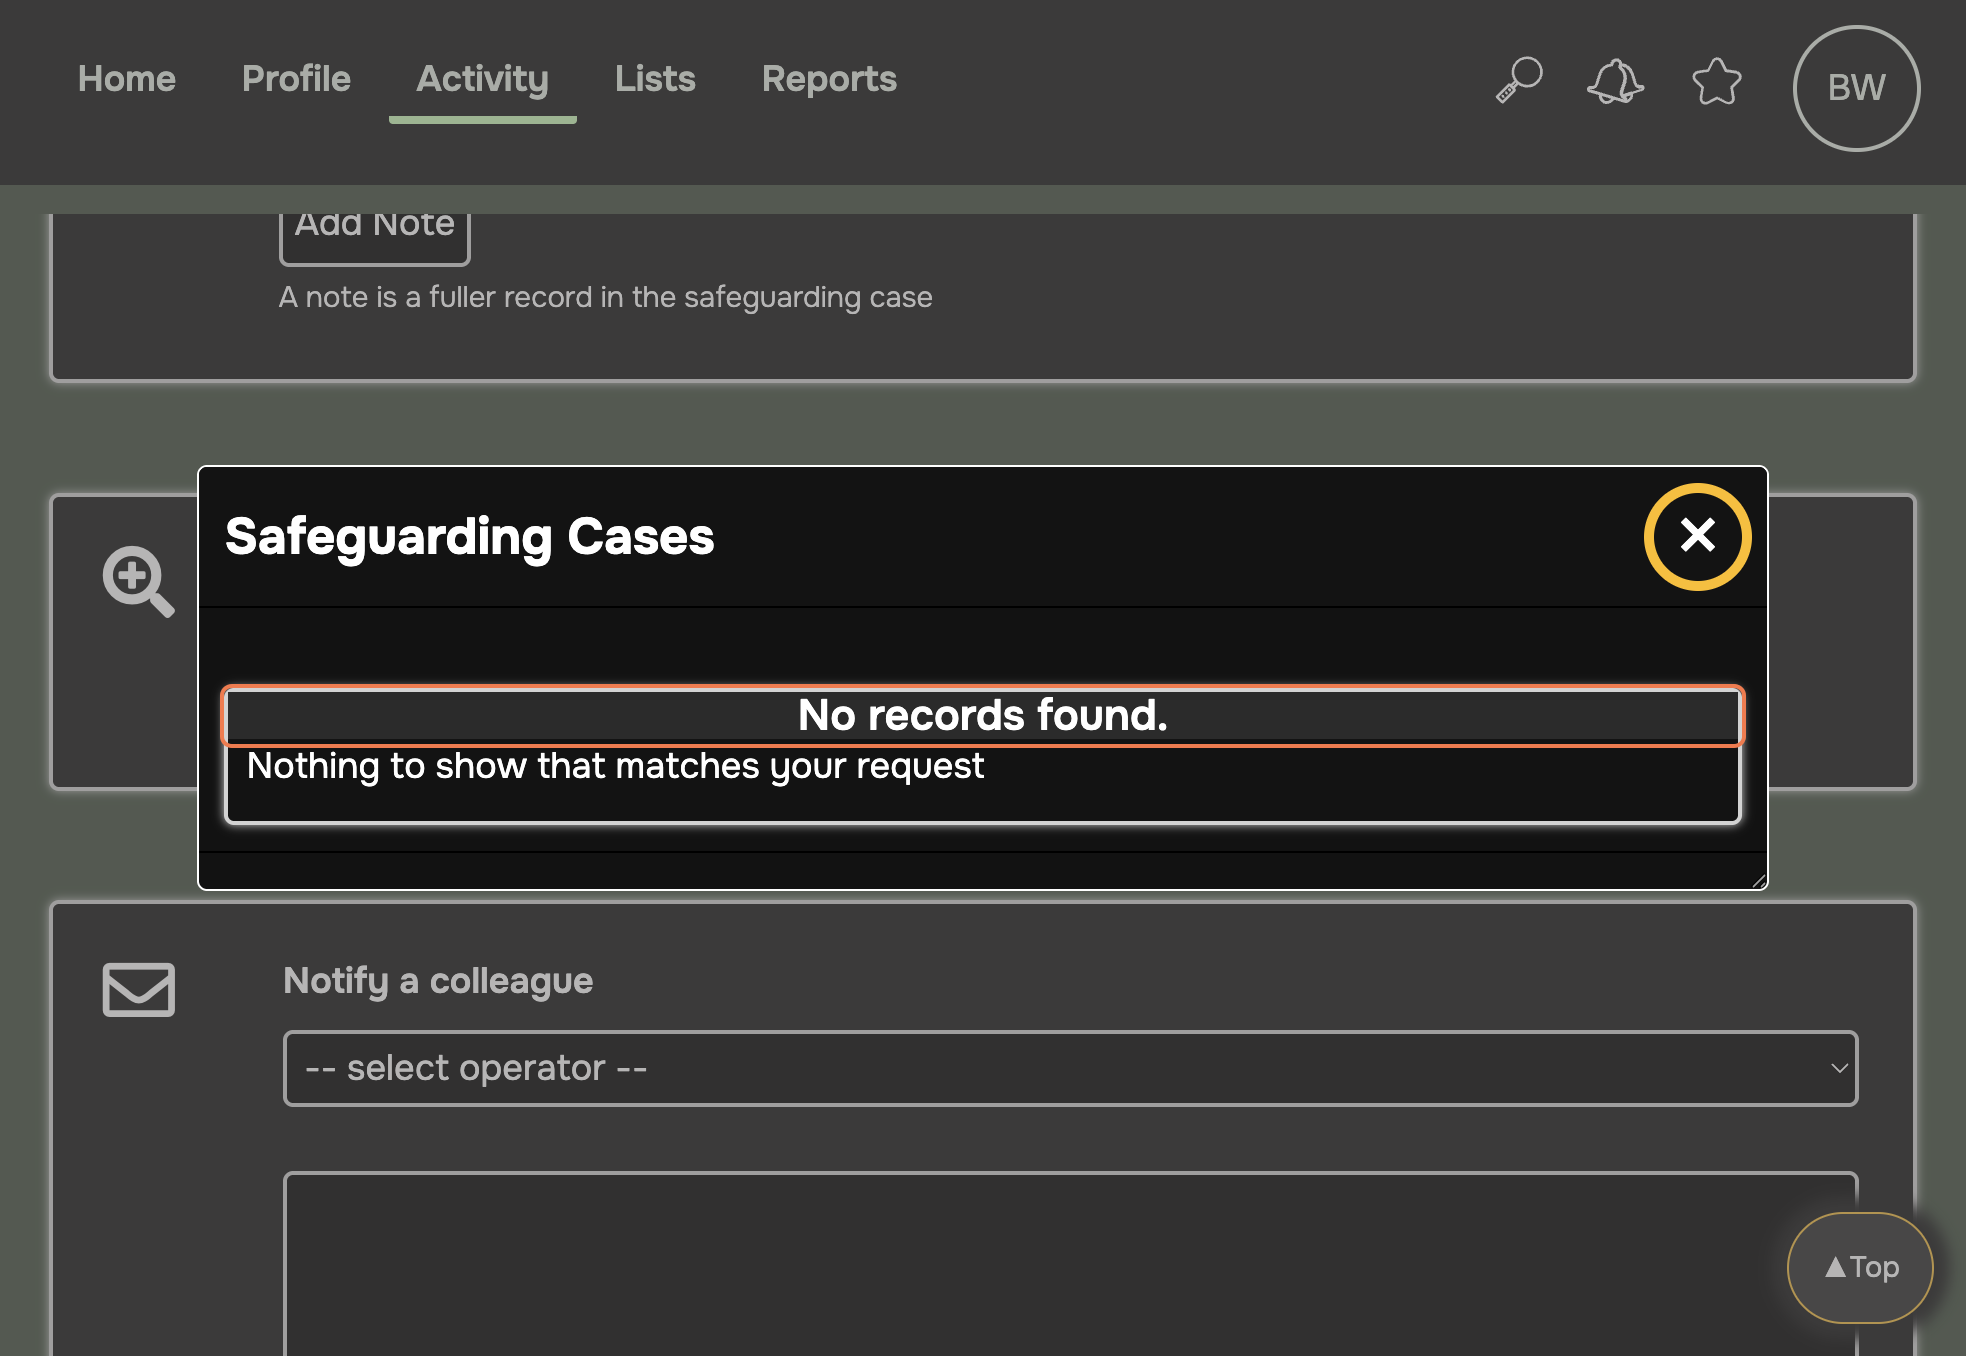 Home Profile Activity Lists Reports BW
Add Note
A note is a fuller record in the safeguarding case
Safeguarding Cases
No records found.
Nothing to show that matches your request
Notify a colleague
-- select operator --
▲Top